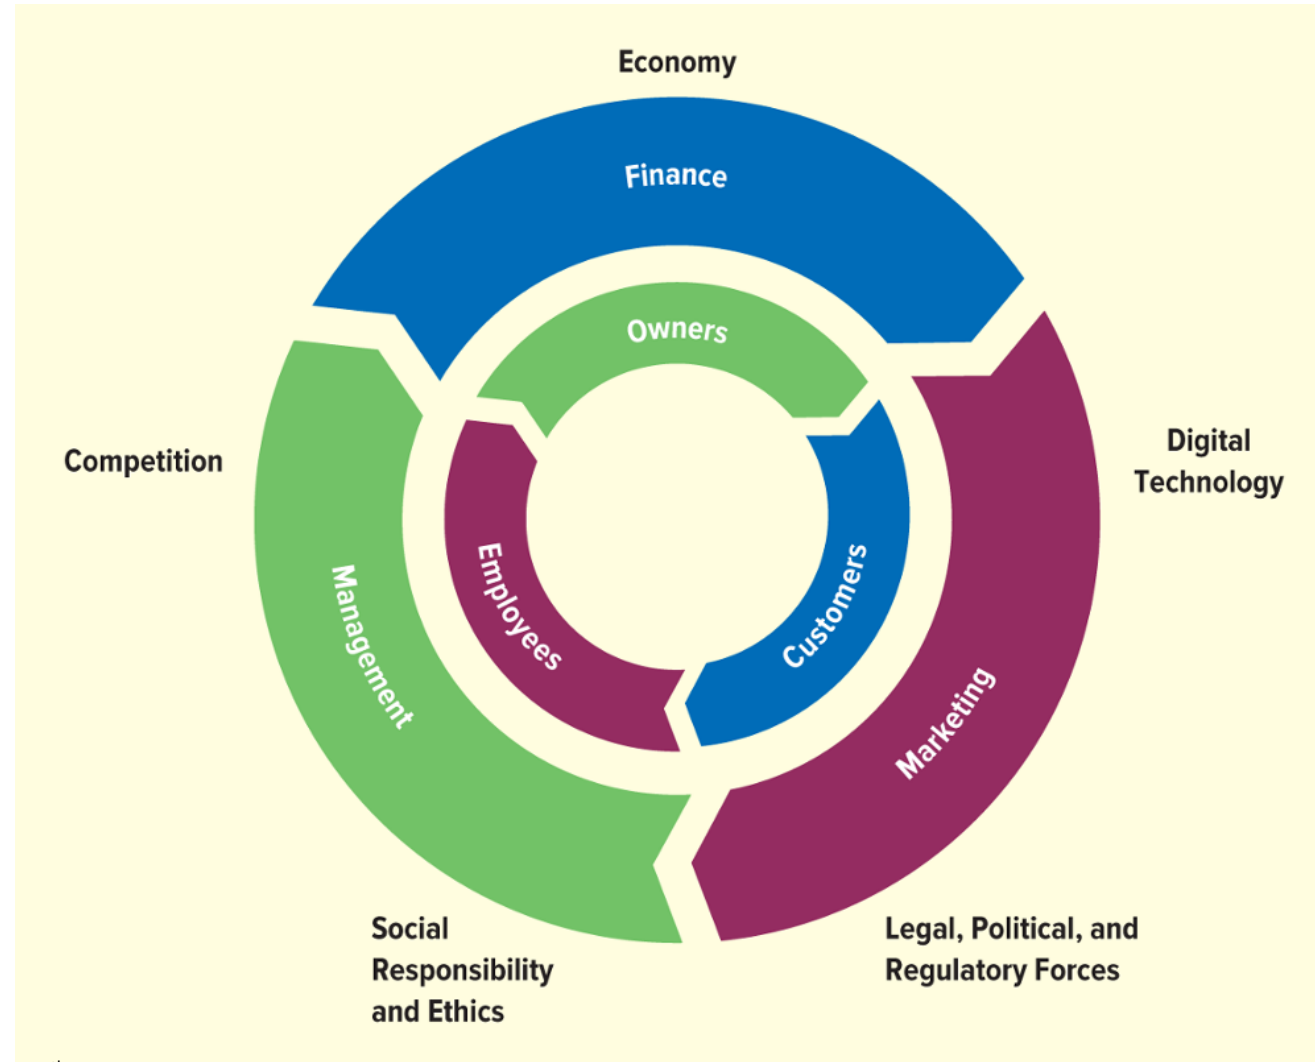 Economy
Finance
Owners
Competition
Digital
Technology
Employees
Customers
Management
Marketing
Social
Responsibility
and Ethics
Legal, Political, and
Regulatory Forces